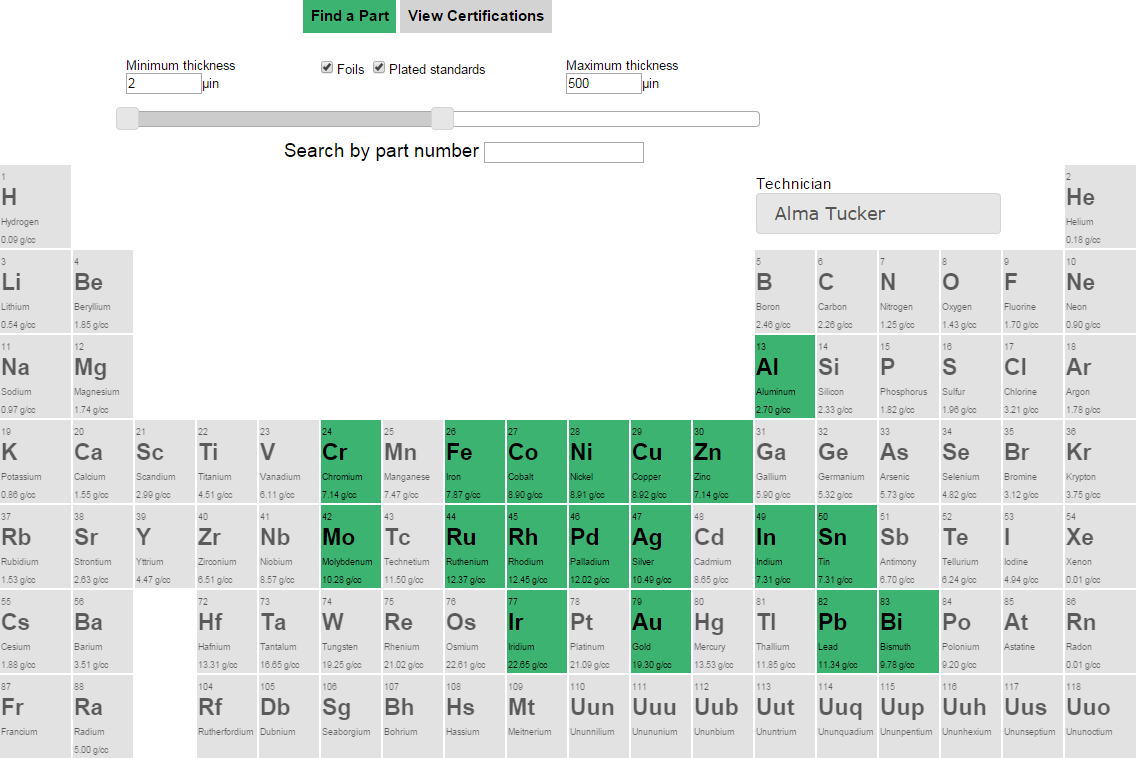 Find a Part View Certifications
Minimum thickness Foils Plated standards Maximum thickness
2 µin 500 µin
Search by part number
Technician
Alma Tucker
1 2
H He
Hydrogen Helium
0.09 g/cc 0.18 g/cc
3 4 5 6 7 8 9 10
Li Be B C N O F Ne
Lithium Beryllium Boron Carbon Nitrogen Oxygen Fluorine Neon
0.54 g/cc 1.85 g/cc 2.46 g/cc 2.26 g/cc 1.25 g/cc 1.43 g/cc 1.70 g/cc 0.90 g/cc
11 12 13 14 15 16 17 18
Na Mg Al Si P S Cl Ar
Sodium Magnesium Aluminum Silicon Phosphorus Sulfur Chlorine Argon
0.97 g/cc 1.74 g/cc 2.70 g/cc 2.33 g/cc 1.82 g/cc 1.96 g/cc 3.21 g/cc 1.78 g/cc
19 20 21 22 23 24 25 26 27 28 29 30 31 32 33 34 35 36
K Ca Sc Ti V Cr Mn Fe Co Ni Cu Zn Ga Ge As Se Br Kr
Potassium Calcium Scandium Titanium Vanadium Chromium Manganese Iron Cobalt Nickel Copper Zinc Gallium Germanium Arsenic Selenium Bromine Krypton
0.86 g/cc 1.55 g/cc 2.99 g/cc 4.51 g/cc 6.11 g/cc 7.14 g/cc 7.47 g/cc 7.87 g/cc 8.90 g/cc 8.91 g/cc 8.92 g/cc 7.14 g/cc 5.90 g/cc 5.32 g/cc 5.73 g/cc 4.82 g/cc 3.12 g/cc 3.75 g/cc
37 38 39 40 41 42 43 44 45 46 47 48 49 50 51 52 53 54
Rb Sr Y Zr Nb Mo Tc Ru Rh Pd Ag Cd In Sn Sb Te I Xe
Rubidium Strontium Yttrium Zirconium Niobium Molybdenum Technetium Ruthenium Rhodium Palladium Silver Cadmium Indium Tin Antimony Tellurium Iodine Xenon
1.53 g/cc 2.63 g/cc 4.47 g/cc 6.51 g/cc 8.57 g/cc 10.28 g/cc 11.50 g/cc 12.37 g/cc 12.45 g/cc 12.02 g/cc 10.49 g/cc 8.65 g/cc 7.31 g/cc 7.31 g/cc 6.70 g/cc 6.24 g/cc 4.94 g/cc 0.01 g/cc
55 56 72 73 74 75 76 77 78 79 80 81 82 83 84 85 86
Cs Ba Hf Ta W Re Os Ir Pt Au Hg Tl Pb Bi Po At Rn
Cesium Barium Hafnium Tantalum Tungsten Rhenium Osmium Iridium Platinum Gold Mercury Thallium Lead Bismuth Polonium Astatine Radon
1.88 g/cc 3.51 g/cc 13.31 g/cc 16.65 g/cc 19.25 g/cc 21.02 g/cc 22.61 g/cc 22.65 g/cc 21.09 g/cc 19.30 g/cc 13.53 g/cc 11.85 g/cc 11.34 g/cc 9.78 g/cc 9.20 g/cc 0.01 g/cc
87 88 104 105 106 107 108 109 110 111 112 113 114 115 116 117 118
Fr Ra Rf Db Sg Bh Hs Mt Uun Uuu Uub Uut Uuq Uup Uuh Uus Uuo
Francium Radium Rutherfordium Dubnium Seaborgium Bohrium Hassium Meitnerium Ununnilium Unununium Ununbium Ununtrium Ununquadium Ununpentium Ununhexium Ununseptium Ununoctium
5.00 g/cc